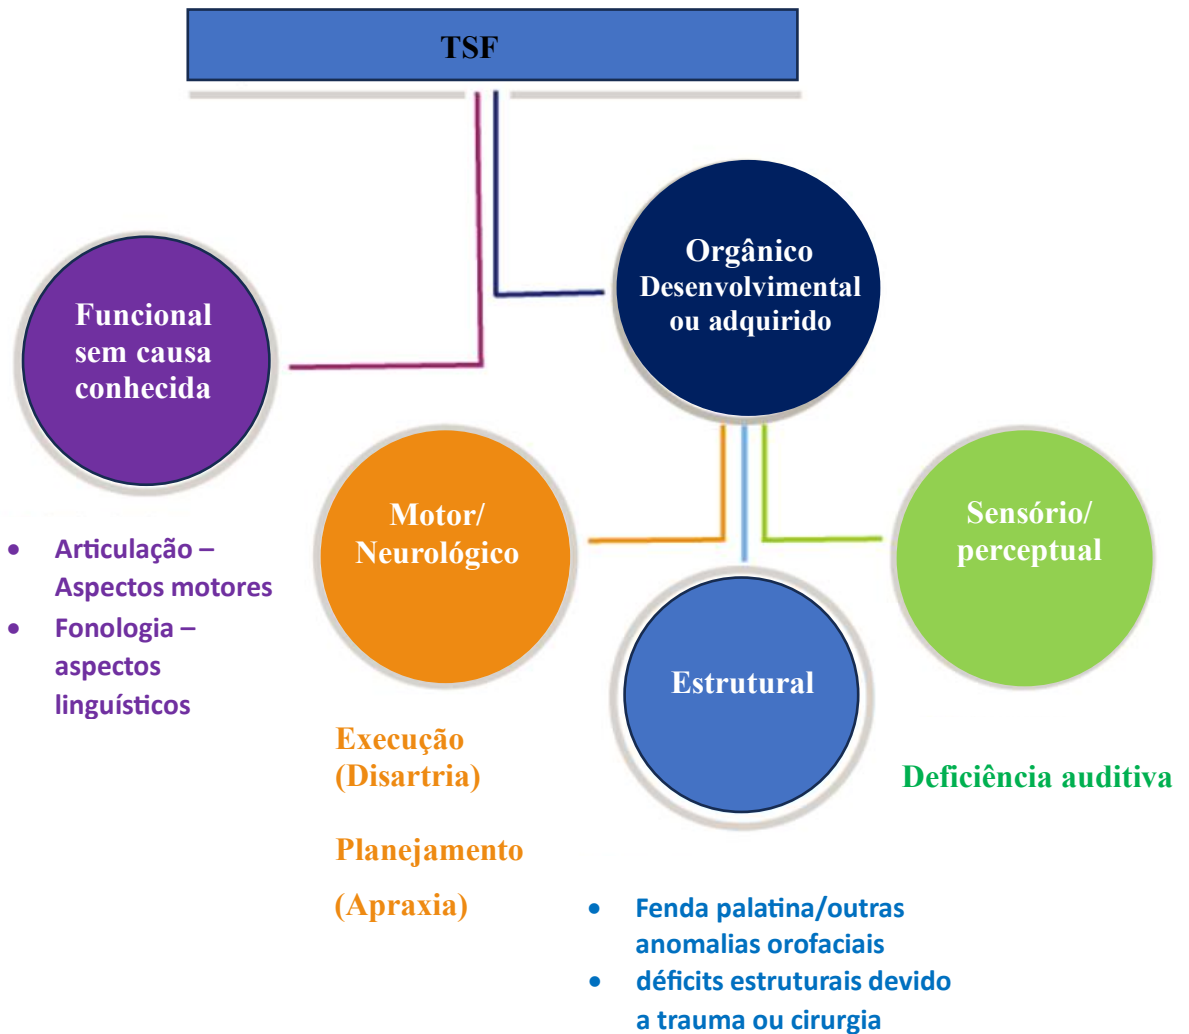 TSF
Orgânico
Desenvolvimental
ou adquirido
Funcional
sem causa
conhecida
• Articulação –
Aspectos motores
• Fonologia –
aspectos
linguísticos
Motor/
Neurológico
Execução
(Disartria)
Planejamento
(Apraxia)
Estrutural
• Fenda palatina/outras
anomalias orofaciais
• déficits estruturais devido
a trauma ou cirurgia
Sensório/
perceptual
Deficiência auditiva